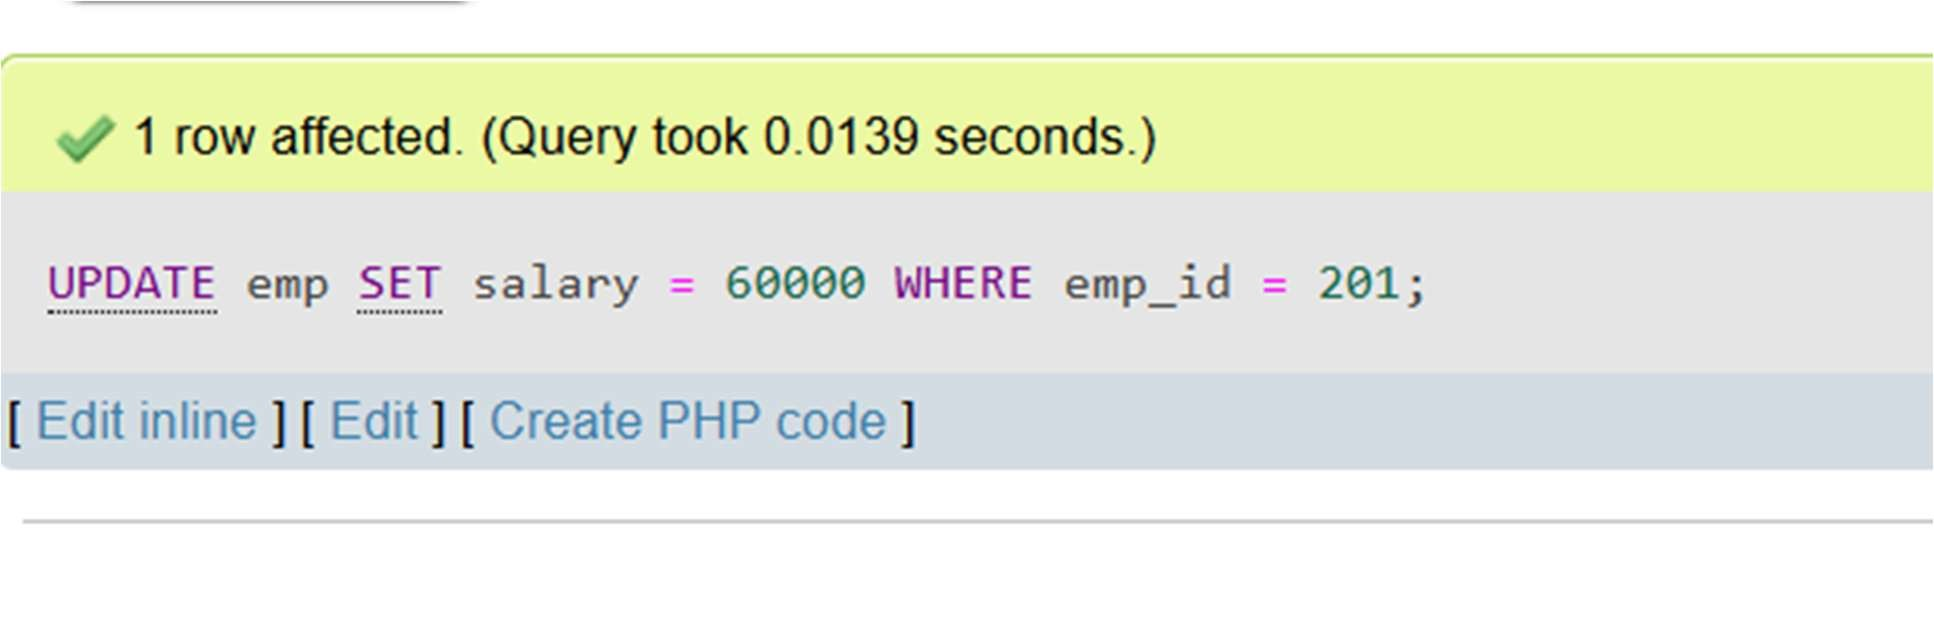 1 row affected. (Query took 0.0139 seconds.)
UPDATE emp SET salary = 60000 WHERE emp_id = 201;
[ Edit inline ] [ Edit ] [ Create PHP code ]